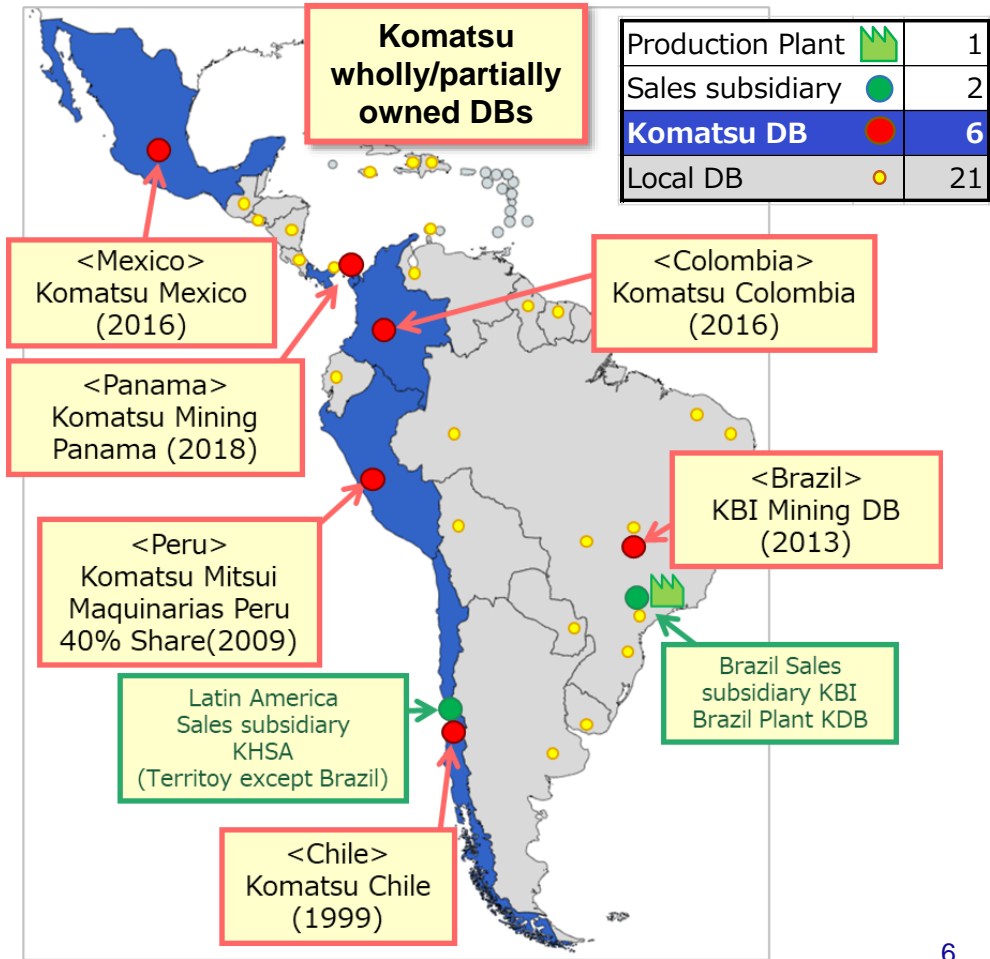 Komatsu
wholly/partially
owned DBs
Production Plant 1
Sales subsidiary 2
Komatsu DB 6
Local DB 21
<Mexico>
Komatsu Mexico
(2016)
<Colombia>
Komatsu Colombia
(2016)
<Panama>
Komatsu Mining
Panama (2018)
<Brazil>
KBI Mining DB
(2013)
<Peru>
Komatsu Mitsui
Maquinarias Peru
40% Share(2009)
Brazil Sales
subsidiary KBI
Brazil Plant KDB
Latin America
Sales subsidiary
KHSA
(Territoy except Brazil)
<Chile>
Komatsu Chile
(1999)
6